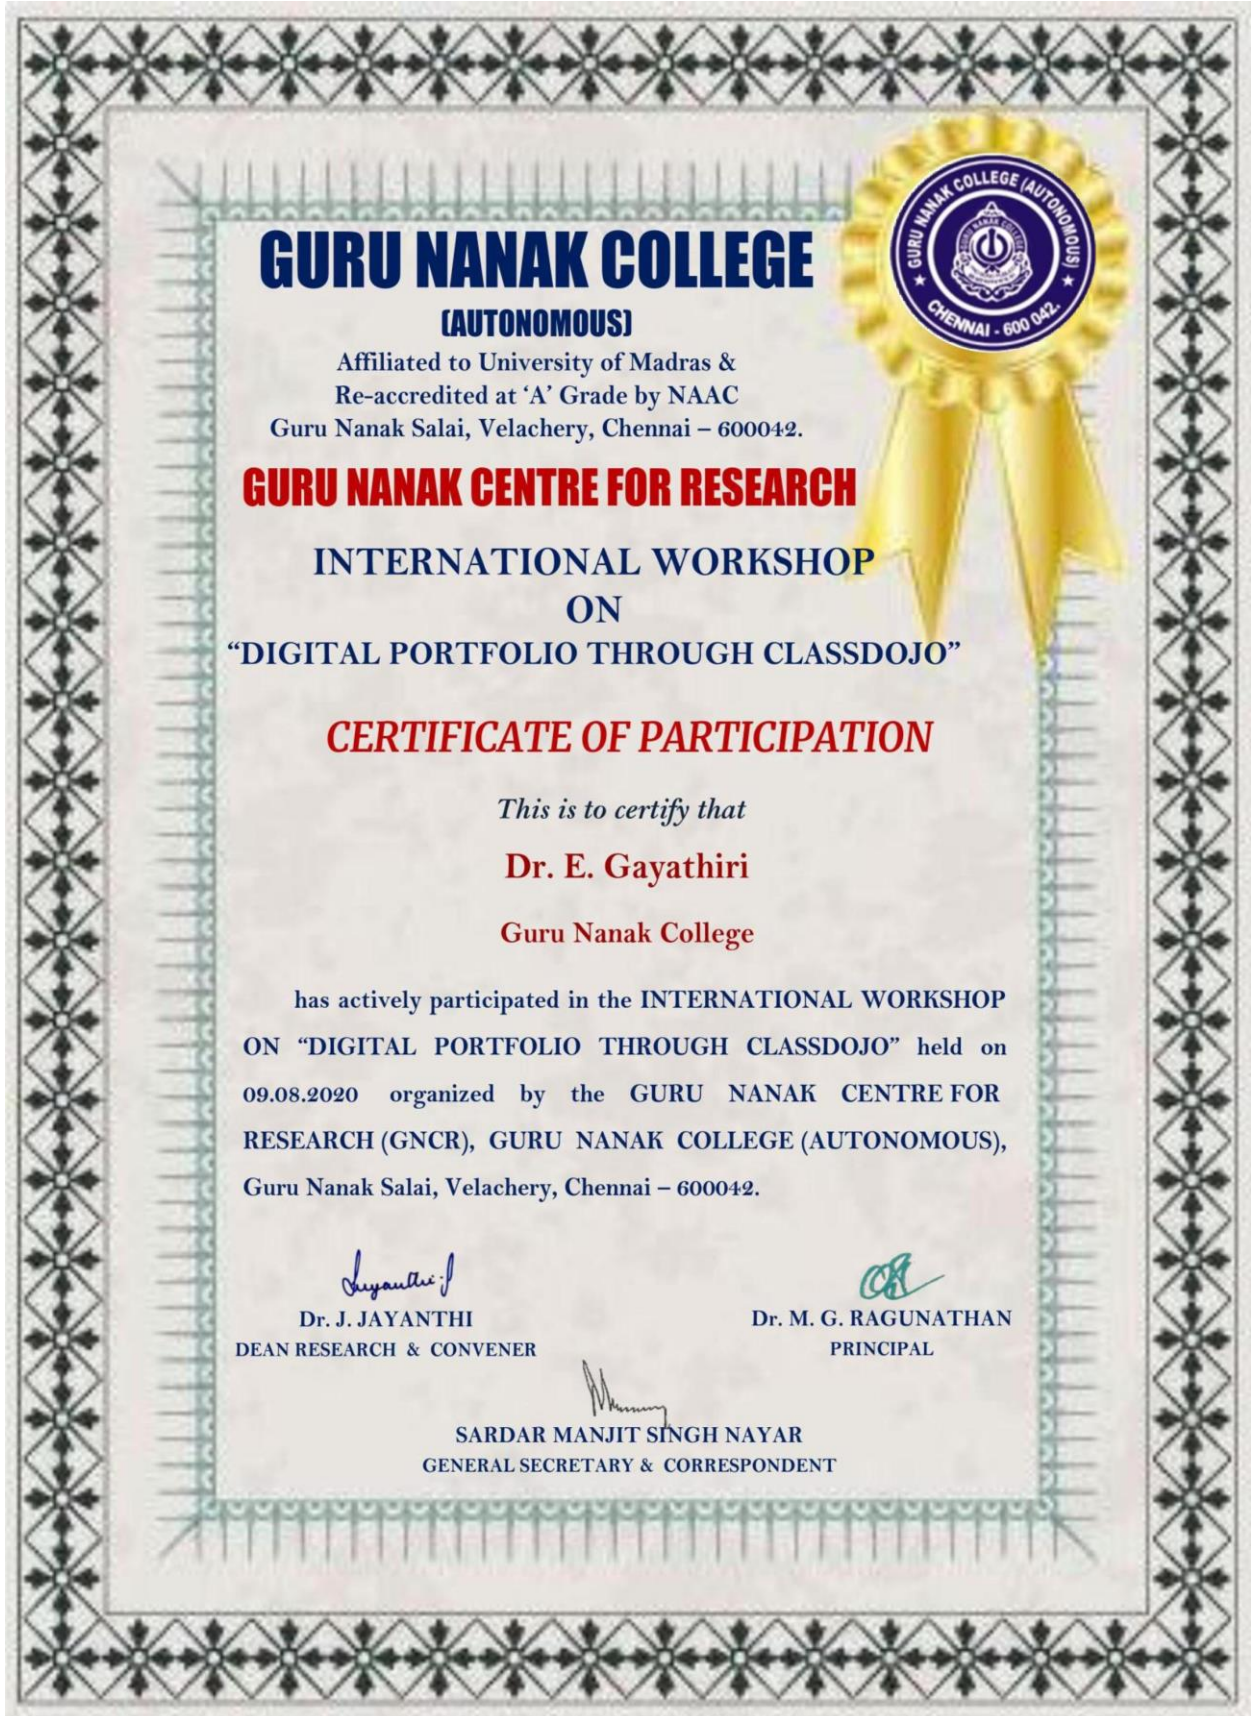 GURU NANAK COLLEGE
(AUTONOMOUS)
Affiliated to University of Madras &
Re-accredited at ‘A’ Grade by NAAC
Guru Nanak Salai, Velachery, Chennai – 600042.
GURU NANAK COLLEGE (AUTONOMOUS)
CHENNAI - 600 042.
GURU NANAK CENTRE FOR RESEARCH
INTERNATIONAL WORKSHOP
ON
“DIGITAL PORTFOLIO THROUGH CLASSDOJO”
CERTIFICATE OF PARTICIPATION
This is to certify that
Dr. E. Gayathiri
Guru Nanak College
has actively participated in the INTERNATIONAL WORKSHOP
ON “DIGITAL PORTFOLIO THROUGH CLASSDOJO” held on
09.08.2020 organized by the GURU NANAK CENTRE FOR
RESEARCH (GNCR), GURU NANAK COLLEGE (AUTONOMOUS),
Guru Nanak Salai, Velachery, Chennai – 600042.
Dr. J. JAYANTHI
DEAN RESEARCH & CONVENER
Dr. M. G. RAGUNATHAN
PRINCIPAL
SARDAR MANJIT SINGH NAYAR
GENERAL SECRETARY & CORRESPONDENT